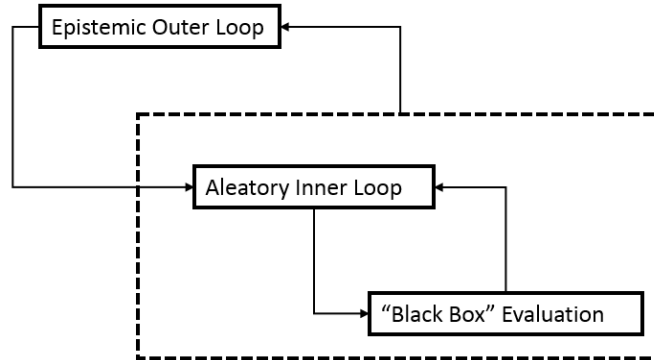 Epistemic Outer Loop
Aleatory Inner Loop
“Black Box” Evaluation